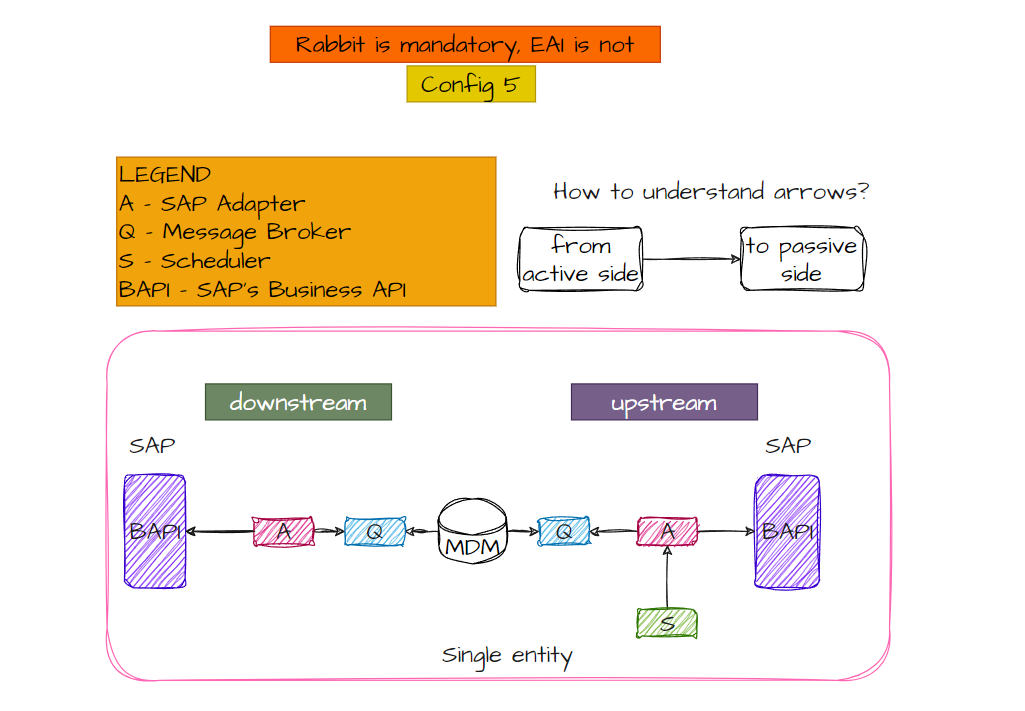 Rabbit is mandatory, EAI is not
Config 5
LEGEND
A - SAP Adapter
Q - Message Broker
S - Scheduler
BAPI - SAP's Business API
How to understand arrows?
from
active side
to passive
side
downstream
upstream
SAP
SAP
BAPI
A
Q
MDM
Q
A
BAPI
S
Single entity